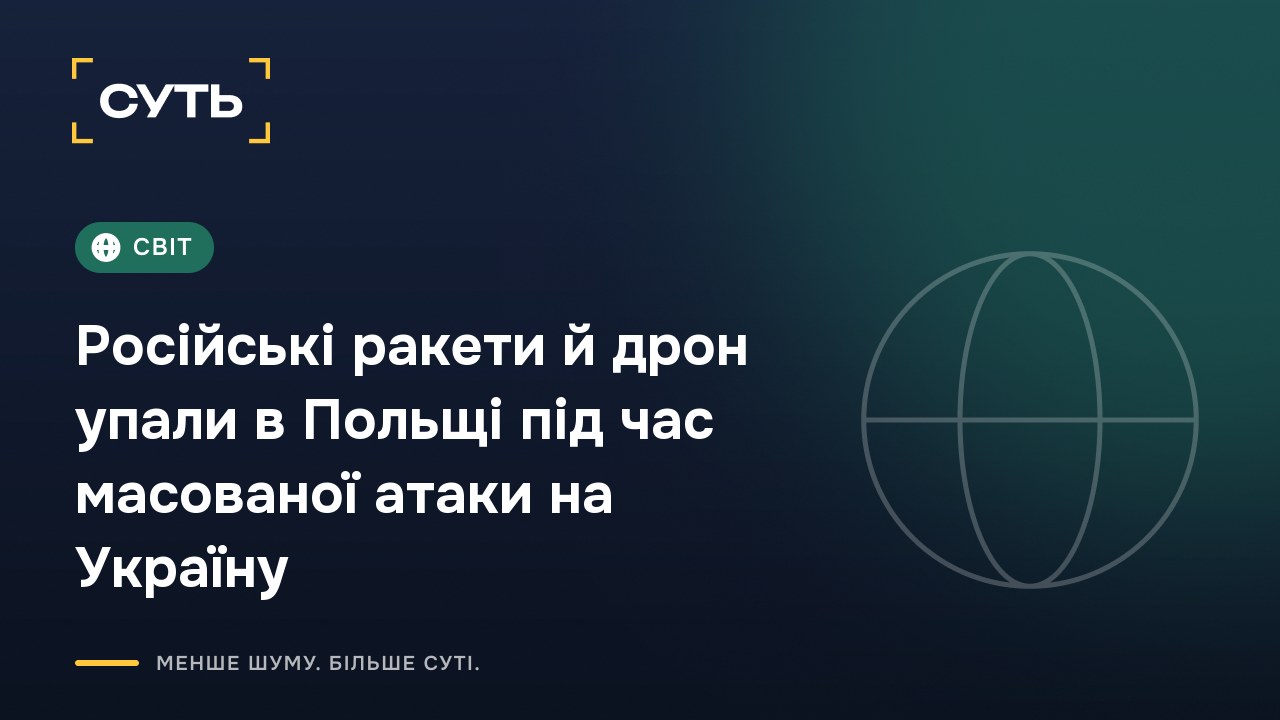 СУТЬ
СВІТ
Російські ракети й дрон
упали в Польщі під час
масованої атаки на
Україну
МЕНШЕ ШУМУ. БІЛЬШЕ СУТІ.